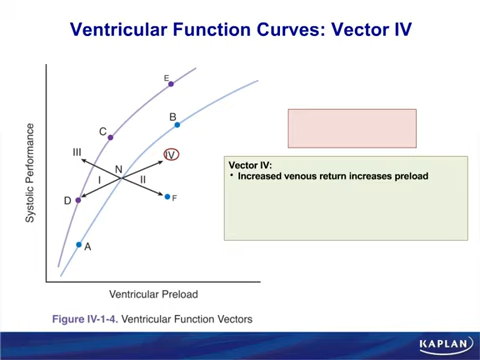 Ventricular Function Curves: Vector IV
E
B
C
III
IV
N
I
II
D
F
A
Systolic Performance
Ventricular Preload
Figure IV-1-4. Ventricular Function Vectors
Vector IV:
* Increased venous return increases preload
KAPLAN